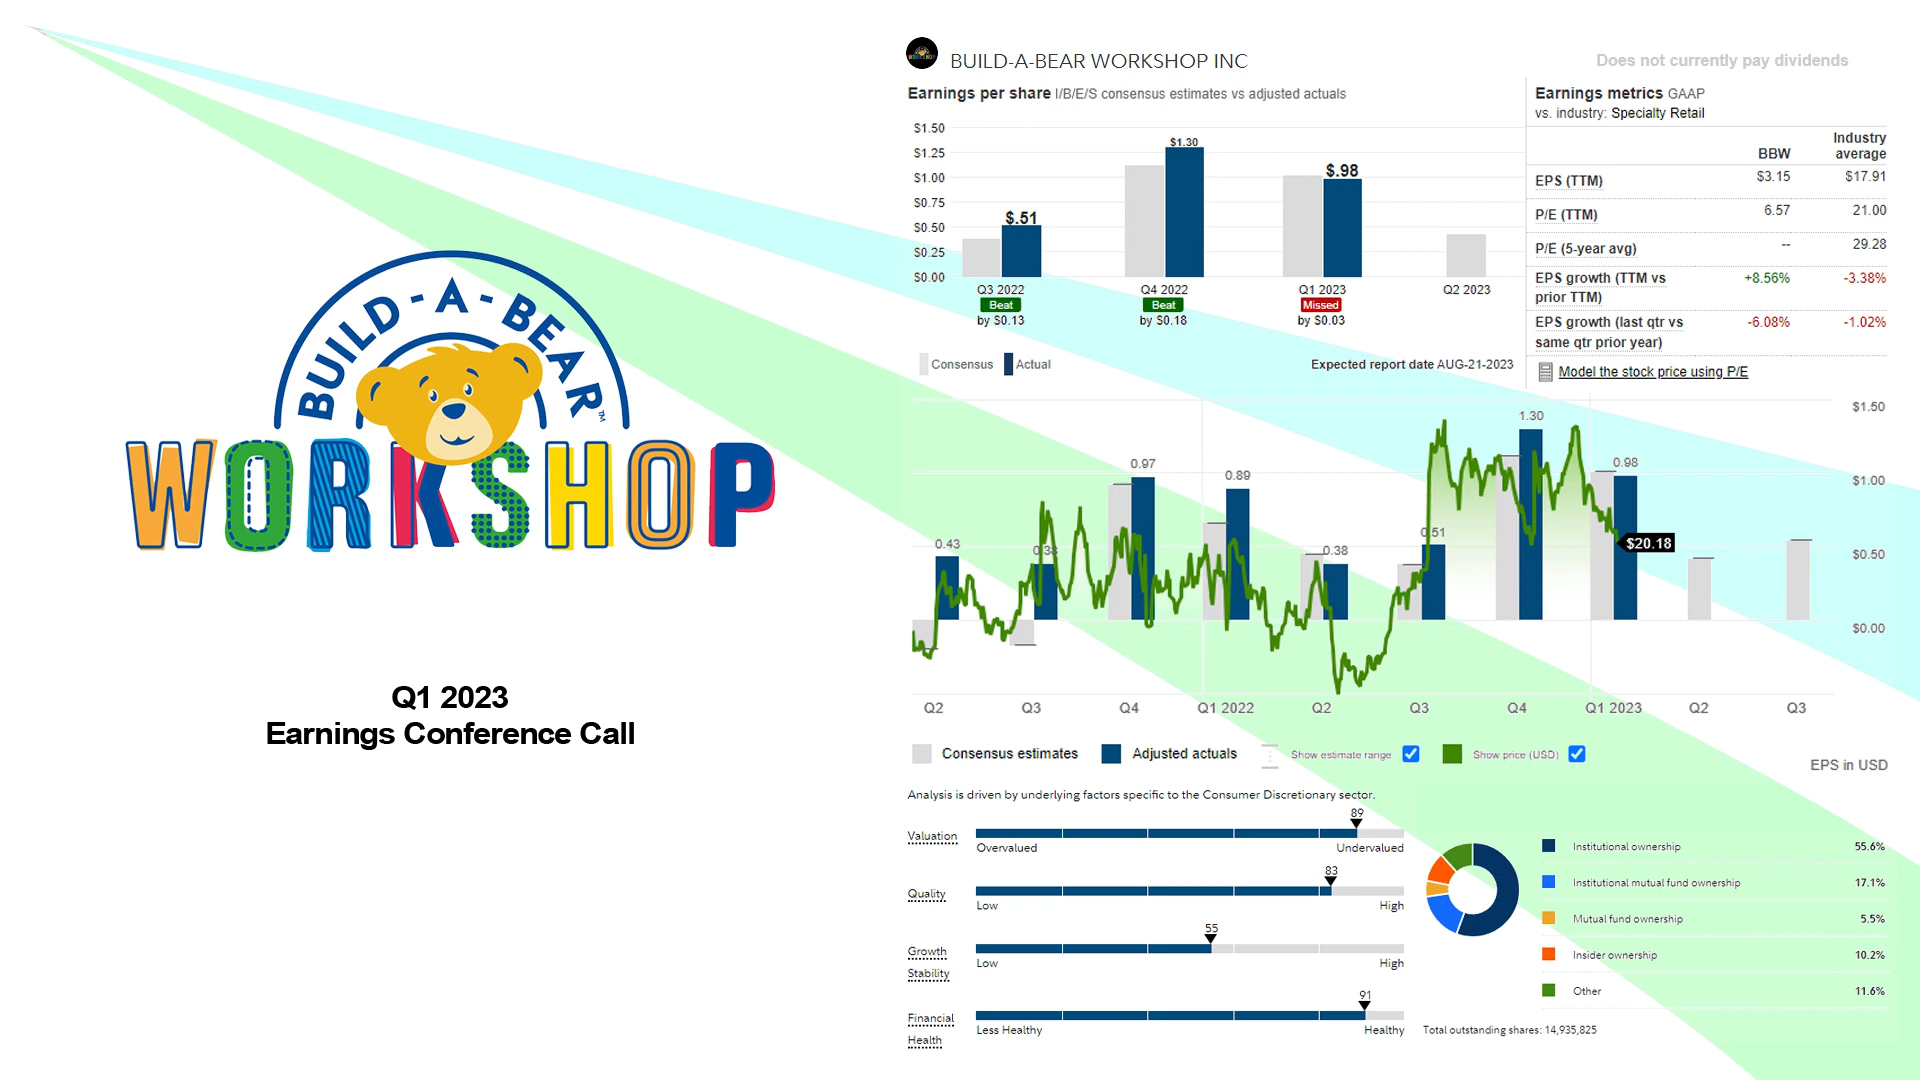 BUILD-A-BEAR™
WORKSHOP
Q1 2023
Earnings Conference Call
BUILD-A-BEAR WORKSHOP INC
Does not currently pay dividends
Earnings per share I/B/E/S consensus estimates vs adjusted actuals
$1.50
$1.25
$1.00
$0.75
$0.50
$0.25
$0.00
$.51
$1.30
$.98
Q3 2022
Beat
by $0.13
Q4 2022
Beat
by $0.18
Q1 2023
Missed
by $0.03
Q2 2023
Consensus Actual
Expected report date AUG-21-2023
Earnings metrics GAAP
vs. industry: Specialty Retail
BBW Industry average
EPS (TTM) $3.15 $17.91
P/E (TTM) 6.57 21.00
P/E (5-year avg) -- 29.28
EPS growth (TTM vs prior TTM) +8.56% -3.38%
EPS growth (last qtr vs same qtr prior year) -6.08% -1.02%
Model the stock price using P/E
$1.50
$1.00
$0.50
$0.00
0.43
0.38
0.97
0.89
0.38
0.51
1.30
0.98
$20.18
Q2 Q3 Q4 Q1 2022 Q2 Q3 Q4 Q1 2023 Q2 Q3
Consensus estimates Adjusted actuals Show estimate range Show price (USD)
EPS in USD
Analysis is driven by underlying factors specific to the Consumer Discretionary sector.
Valuation
89
Overvalued Undervalued
Quality
83
Low High
Growth Stability
55
Low High
Financial Health
91
Less Healthy Healthy
Institutional ownership 55.6%
Institutional mutual fund ownership 17.1%
Mutual fund ownership 5.5%
Insider ownership 10.2%
Other 11.6%
Total outstanding shares: 14,935,825